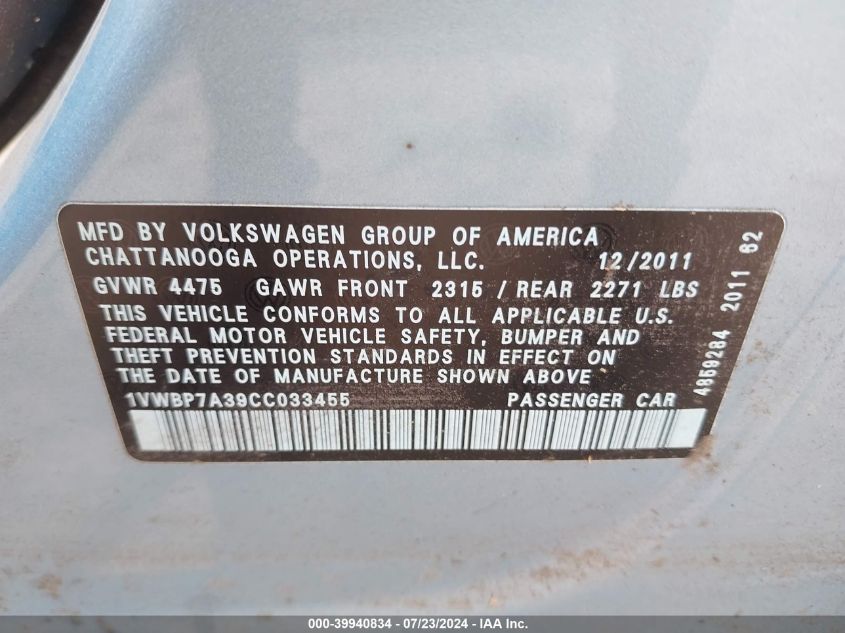 MFD BY VOLKSWAGEN GROUP OF AMERICA
CHATTANOOGA OPERATIONS, LLC. 12/2011
GVWR 4475 GAWR FRONT 2315 / REAR 2271 LBS
THIS VEHICLE CONFORMS TO ALL APPLICABLE U.S.
FEDERAL MOTOR VEHICLE SAFETY, BUMPER AND
THEFT PREVENTION STANDARDS IN EFFECT ON
THE DATE OF MANUFACTURE SHOWN ABOVE
1VWBP7A39CC033455 PASSENGER CAR
2011 62
000-39940834 / 07/23/2024 - IAA Inc.